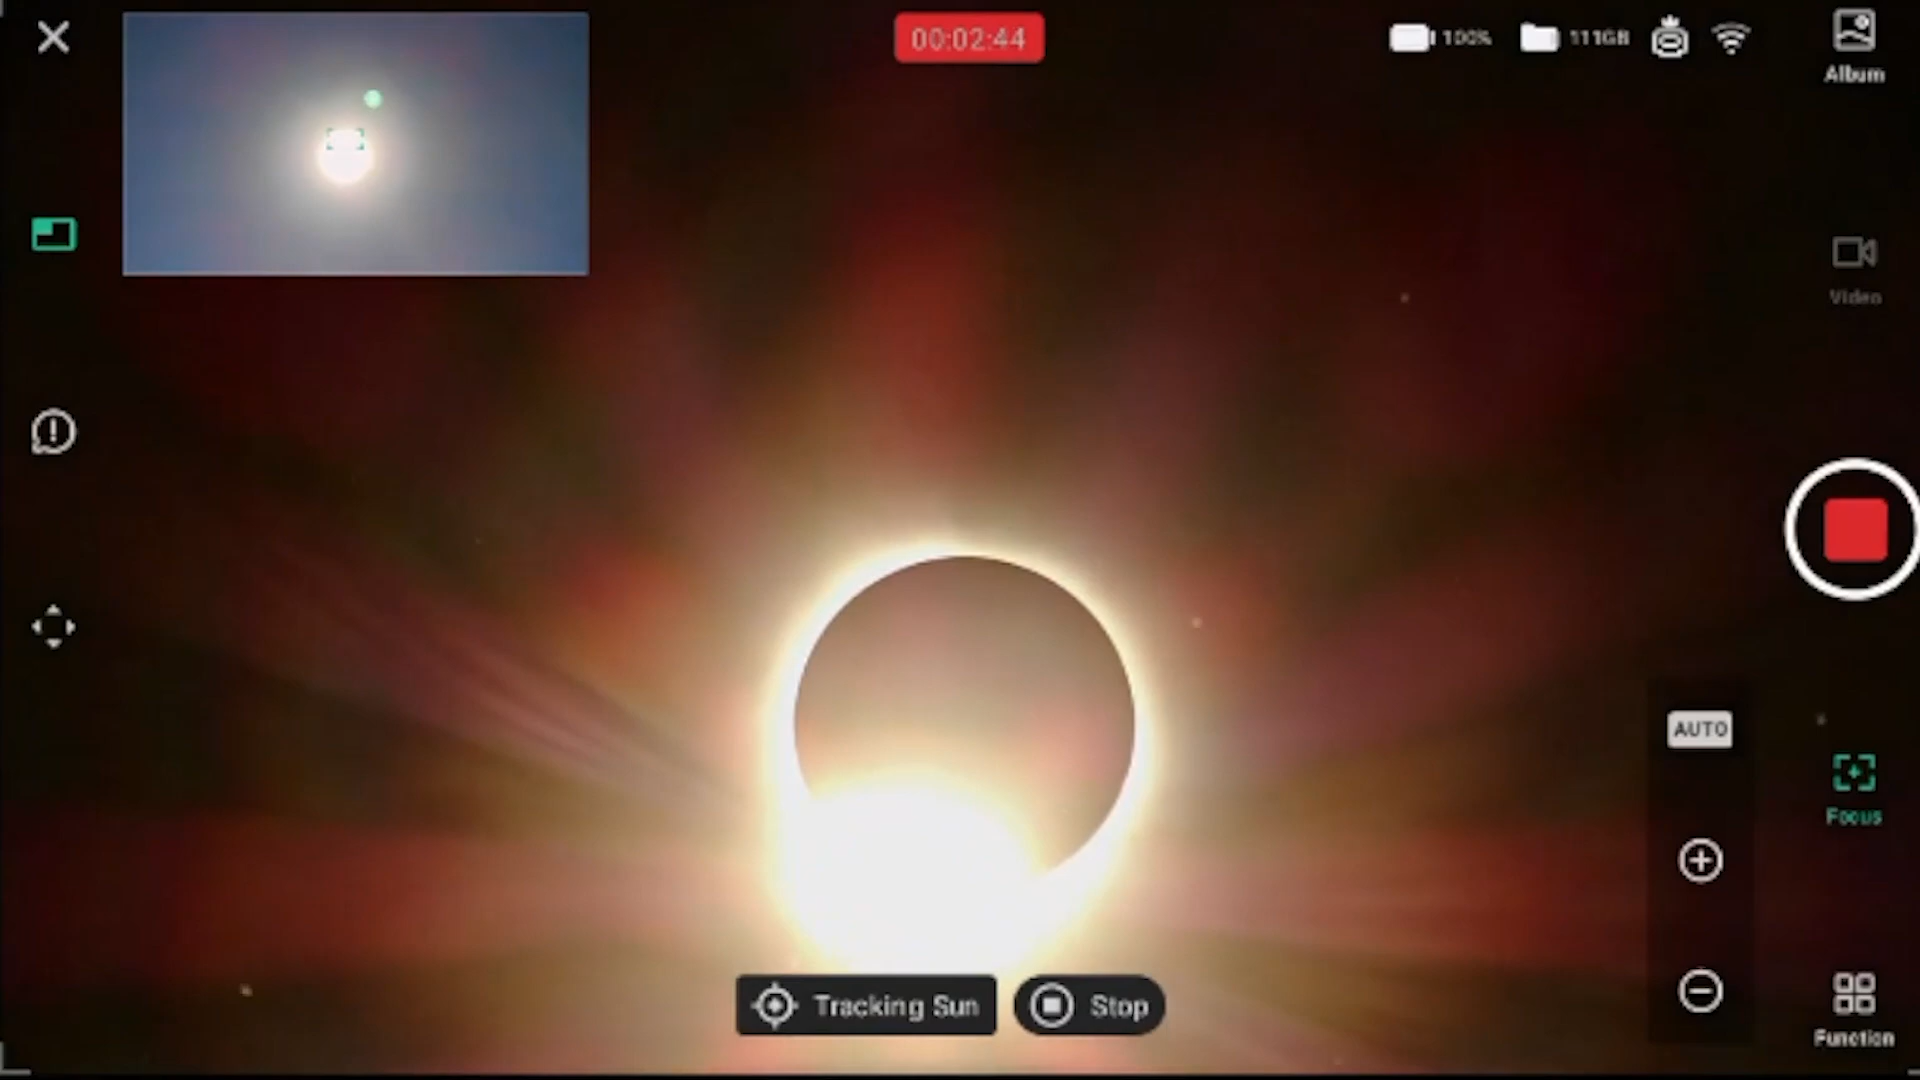 00:02:44
100%
111GB
Album
Video
AUTO
Focus
Tracking Sun
Stop
Function